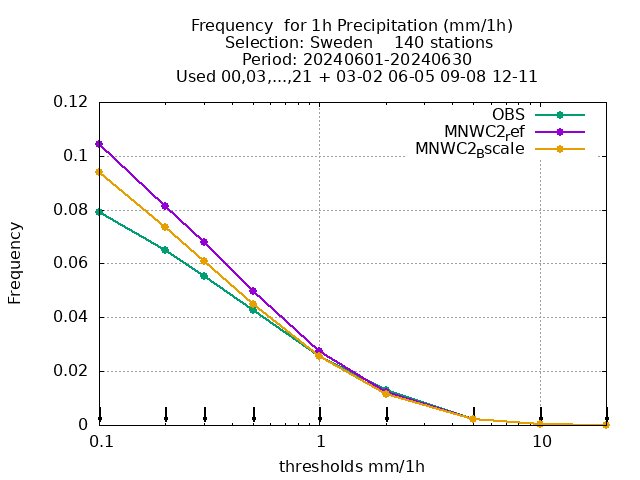 Frequency  for 1h Precipitation (mm/1h)
Selection: Sweden    140 stations
Period: 20240601-20240630
Used 00,03,...,21 + 03-02 06-05 09-08 12-11
OBS
MNWC2ref
MNWC2Bscale
0.12
0.1
0.08
0.06
0.04
0.02
0
Frequency
0.1
1
10
thresholds mm/1h